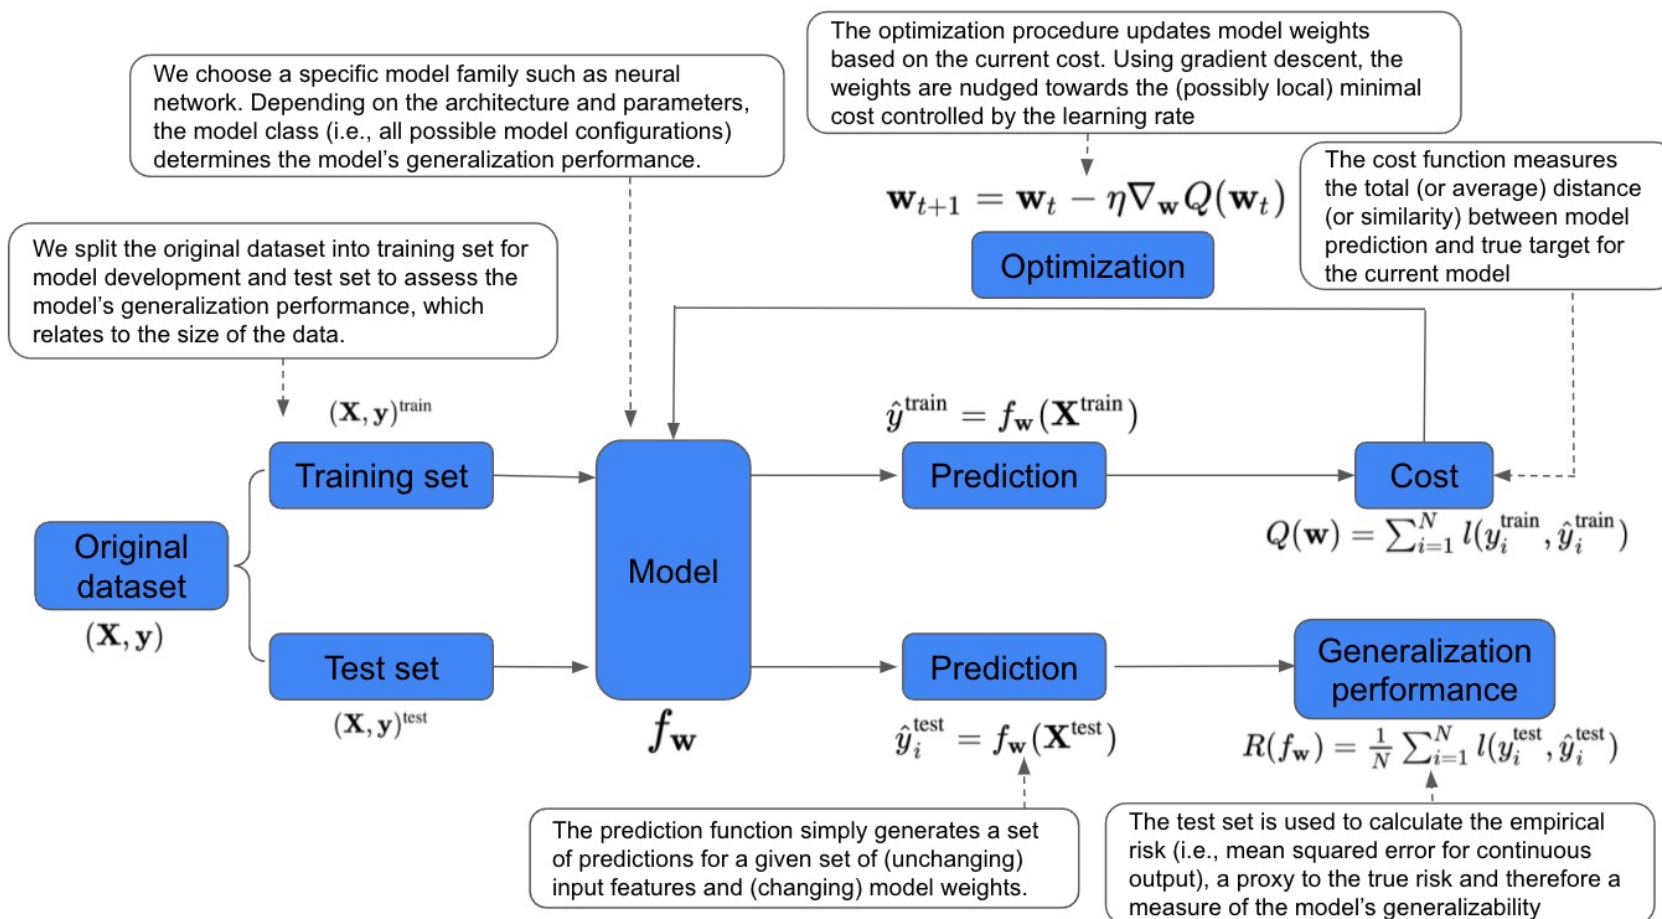 The optimization procedure updates model weights
based on the current cost. Using gradient descent, the
weights are nudged towards the (possibly local) minimal
cost controlled by the learning rate
We choose a specific model family such as neural
network. Depending on the architecture and parameters,
the model class (i.e., all possible model configurations)
determines the model's generalization performance.
The cost function measures
the total (or average) distance
(or similarity) between model
prediction and true target for
the current model
𝐰ₜ₊₁ = 𝐰ₜ − η∇_𝐰 Q(𝐰ₜ)
Optimization
We split the original dataset into training set for
model development and test set to assess the
model's generalization performance, which
relates to the size of the data.
(𝐗, 𝐲)^train
Training set
Original
dataset
(𝐗, 𝐲)
Test set
(𝐗, 𝐲)^test
Model
f_𝐰
ŷ^train = f_𝐰(𝐗^train)
Prediction
Cost
Q(𝐰) = ∑_{i=1}^N l(y_i^train, ŷ_i^train)
Prediction
ŷ_i^test = f_𝐰(𝐗^test)
Generalization
performance
R(f_𝐰) = 1/N ∑_{i=1}^N l(y_i^test, ŷ_i^test)
The prediction function simply generates a set
of predictions for a given set of (unchanging)
input features and (changing) model weights.
The test set is used to calculate the empirical
risk (i.e., mean squared error for continuous
output), a proxy to the true risk and therefore a
measure of the model's generalizability